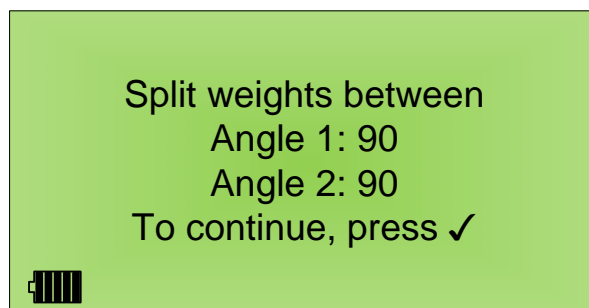 Split weights between
Angle 1: 90
Angle 2: 90
To continue, press ✓